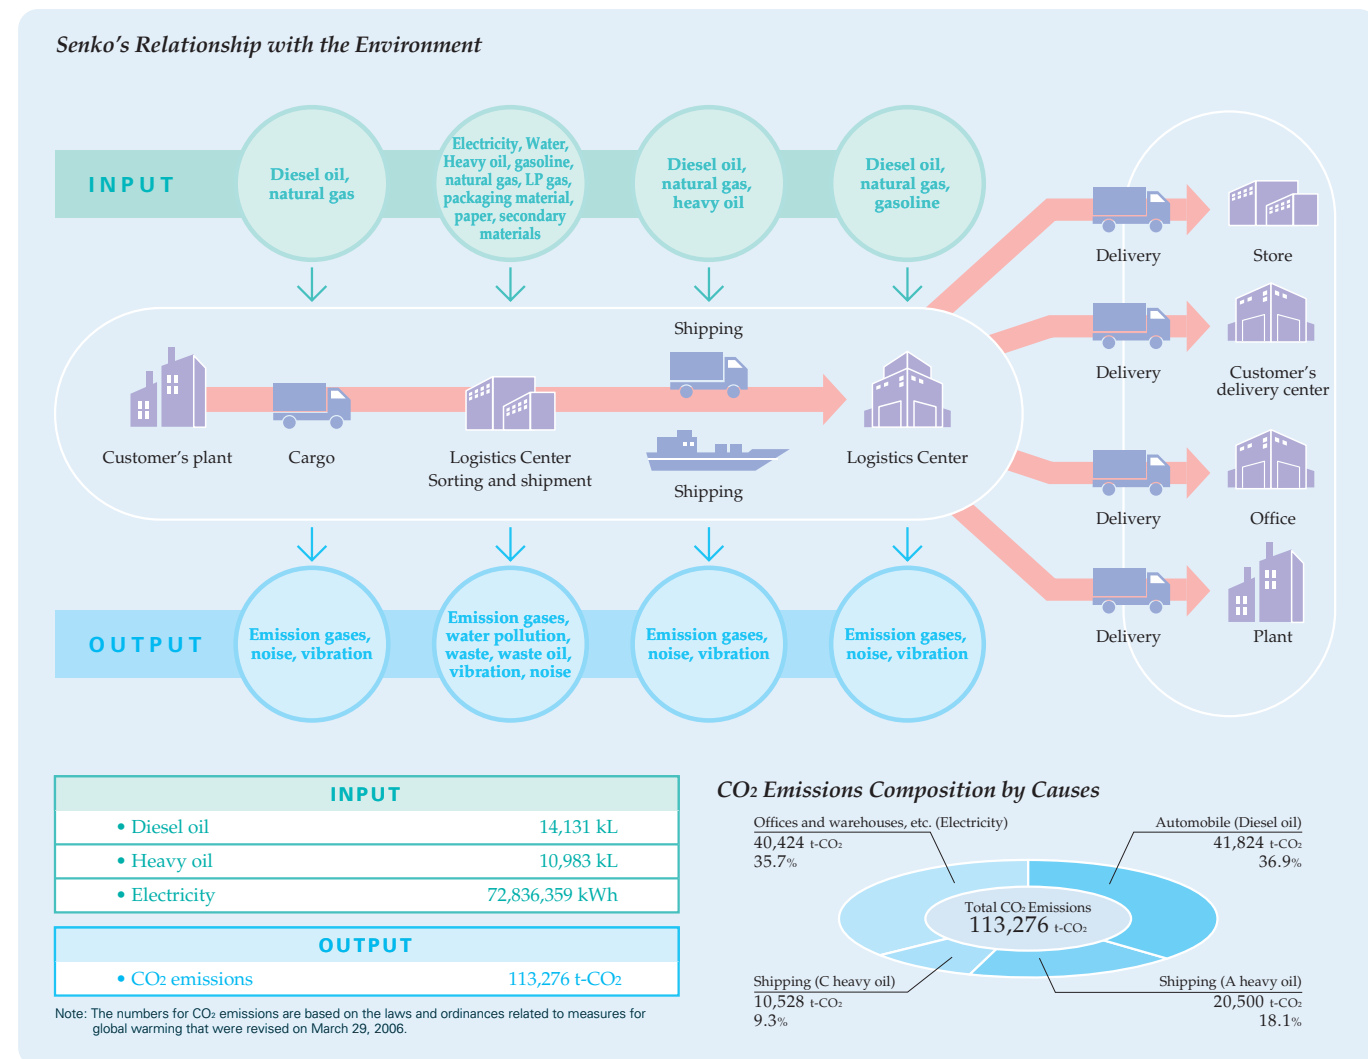 Senko's Relationship with the Environment
INPUT
Diesel oil,
natural gas
Electricity, Water,
Heavy oil, gasoline,
natural gas, LP gas,
packaging material,
paper, secondary
materials
Diesel oil,
natural gas,
heavy oil
Diesel oil,
natural gas,
gasoline
Customer's plant
Cargo
Logistics Center
Sorting and shipment
Shipping
Shipping
Logistics Center
Delivery
Store
Delivery
Customer's
delivery center
Delivery
Office
Delivery
Plant
OUTPUT
Emission gases,
noise, vibration
Emission gases,
water pollution,
waste, waste oil,
vibration, noise
Emission gases,
noise, vibration
Emission gases,
noise, vibration
INPUT
• Diesel oil 14,131 kL
• Heavy oil 10,983 kL
• Electricity 72,836,359 kWh
OUTPUT
• CO2 emissions 113,276 t-CO2
Note: The numbers for CO2 emissions are based on the laws and ordinances related to measures for
global warming that were revised on March 29, 2006.
CO2 Emissions Composition by Causes
Offices and warehouses, etc. (Electricity)
40,424 t-CO2
35.7%
Automobile (Diesel oil)
41,824 t-CO2
36.9%
Total CO2 Emissions
113,276 t-CO2
Shipping (C heavy oil)
10,528 t-CO2
9.3%
Shipping (A heavy oil)
20,500 t-CO2
18.1%